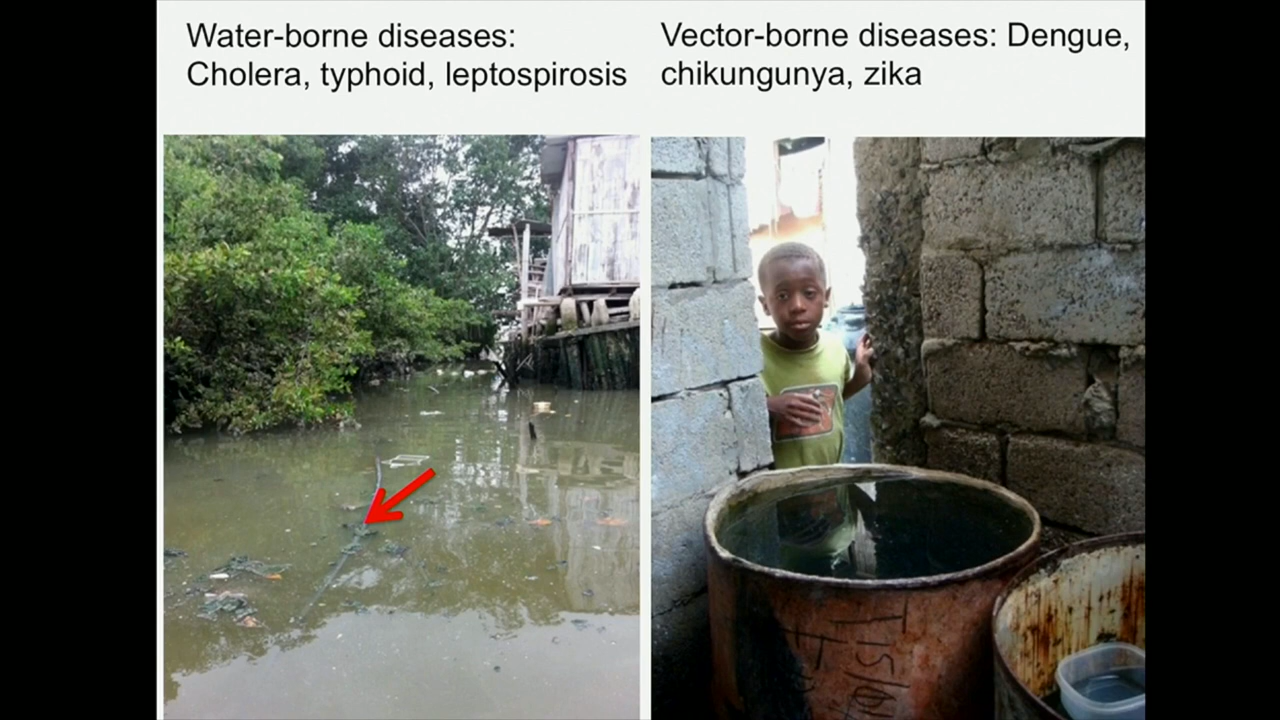 Water-borne diseases:
Cholera, typhoid, leptospirosis
Vector-borne diseases: Dengue,
chikungunya, zika